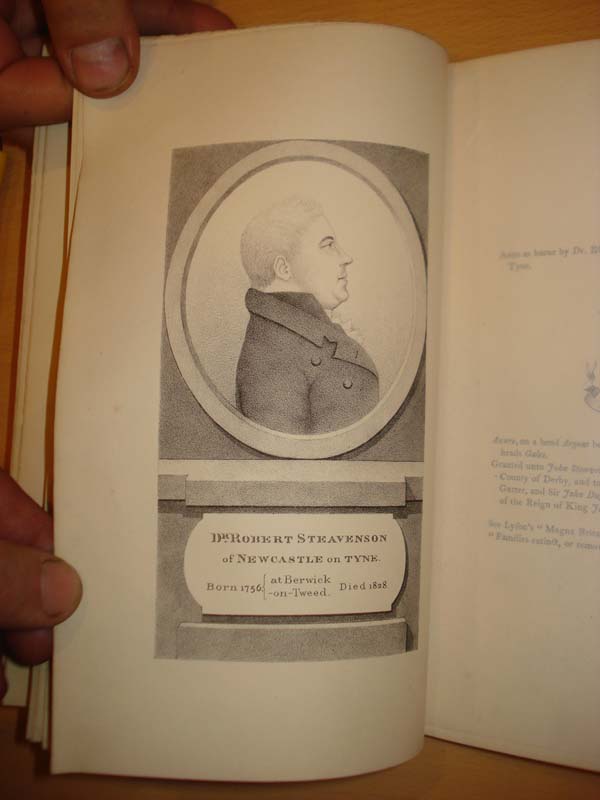 Dr. ROBERT STEAVENSON
of NEWCASTLE on TYNE.
Born 1756. { at Berwick
-on-Tweed. Died 1828.
Arms as borne by Dr.
Tyne.
Azure, on a bend Argent
heads Gules.
Granted unto John
County of Derby, and
Garter, and Sir John
of the Reign of King
See Lyson's " Magna
" Families extinct, or